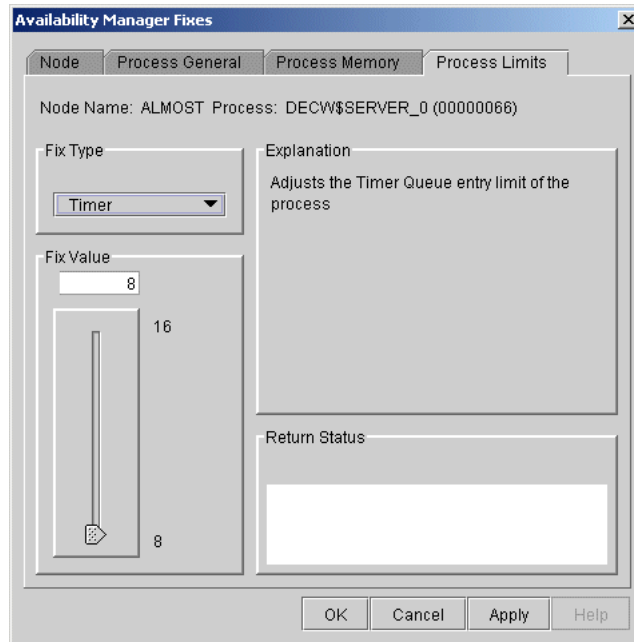 Availability Manager Fixes
Node
Process General
Process Memory
Process Limits
Node Name: ALMOST Process: DECW$SERVER_0 (00000066)
Fix Type
Timer
Fix Value
8
16
8
Explanation
Adjusts the Timer Queue entry limit of the
process
Return Status
OK
Cancel
Apply
Help